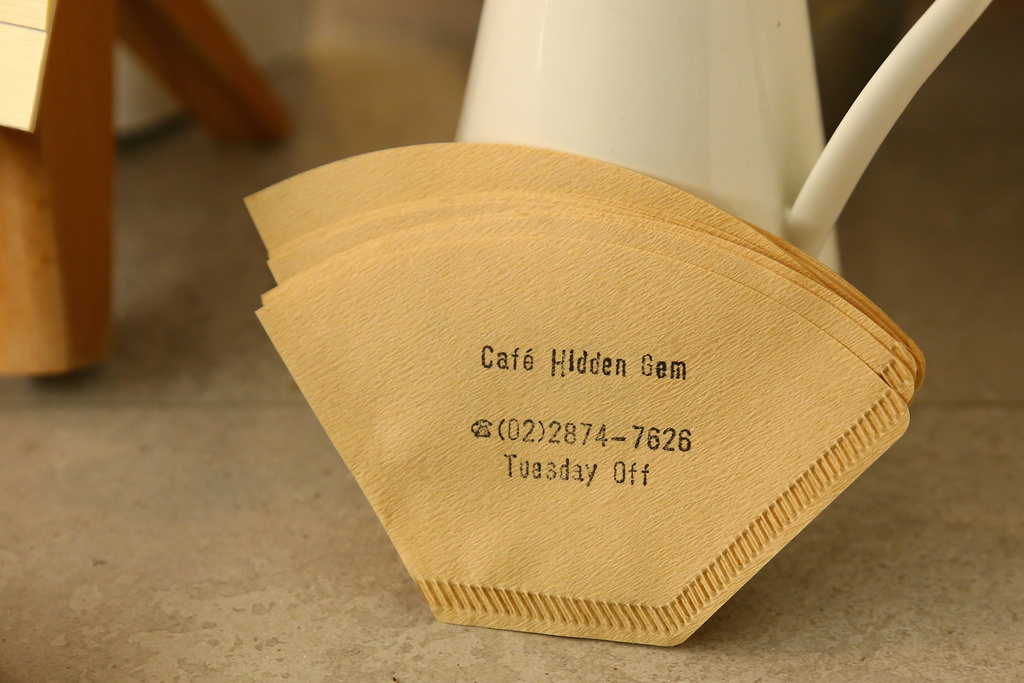 Café Hidden Gem
☎(02)2874-7626
Tuesday Off